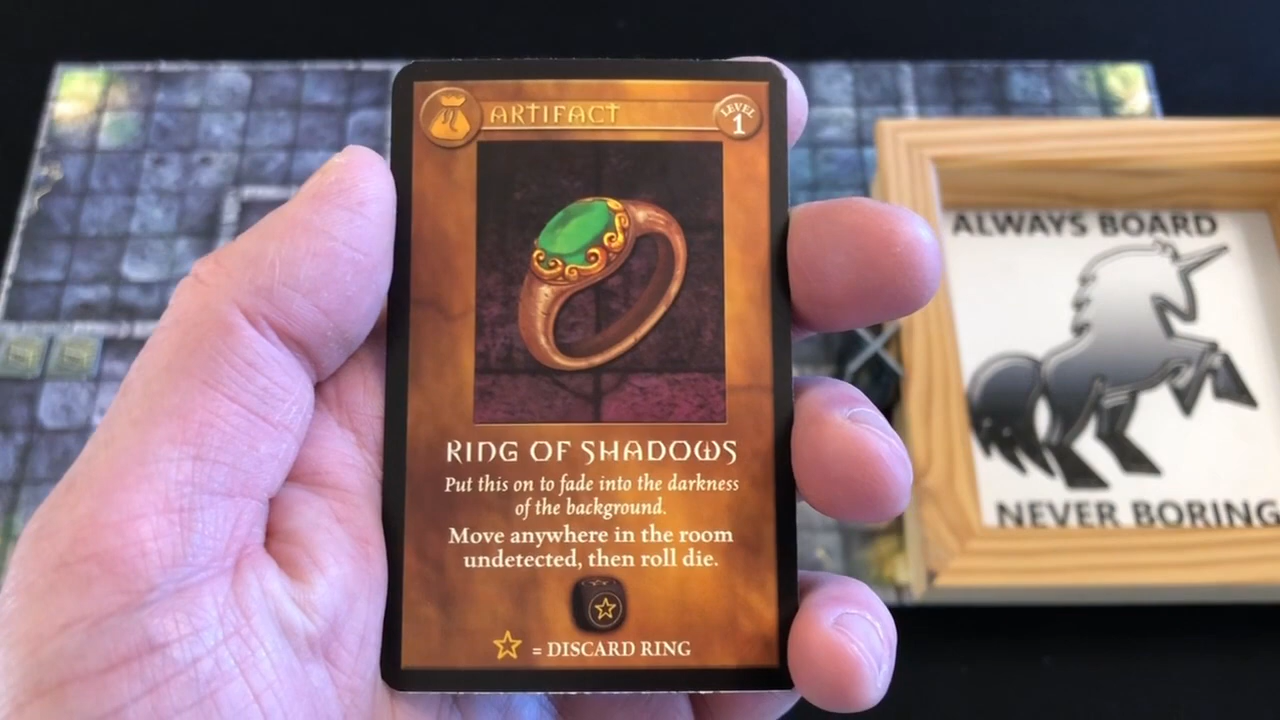 ARTIFACT
LEVEL
1
RING OF SHADOWS
Put this on to fade into the darkness
of the background.
Move anywhere in the room
undetected, then roll die.
= DISCARD RING
ALWAYS BOARD
NEVER BORING